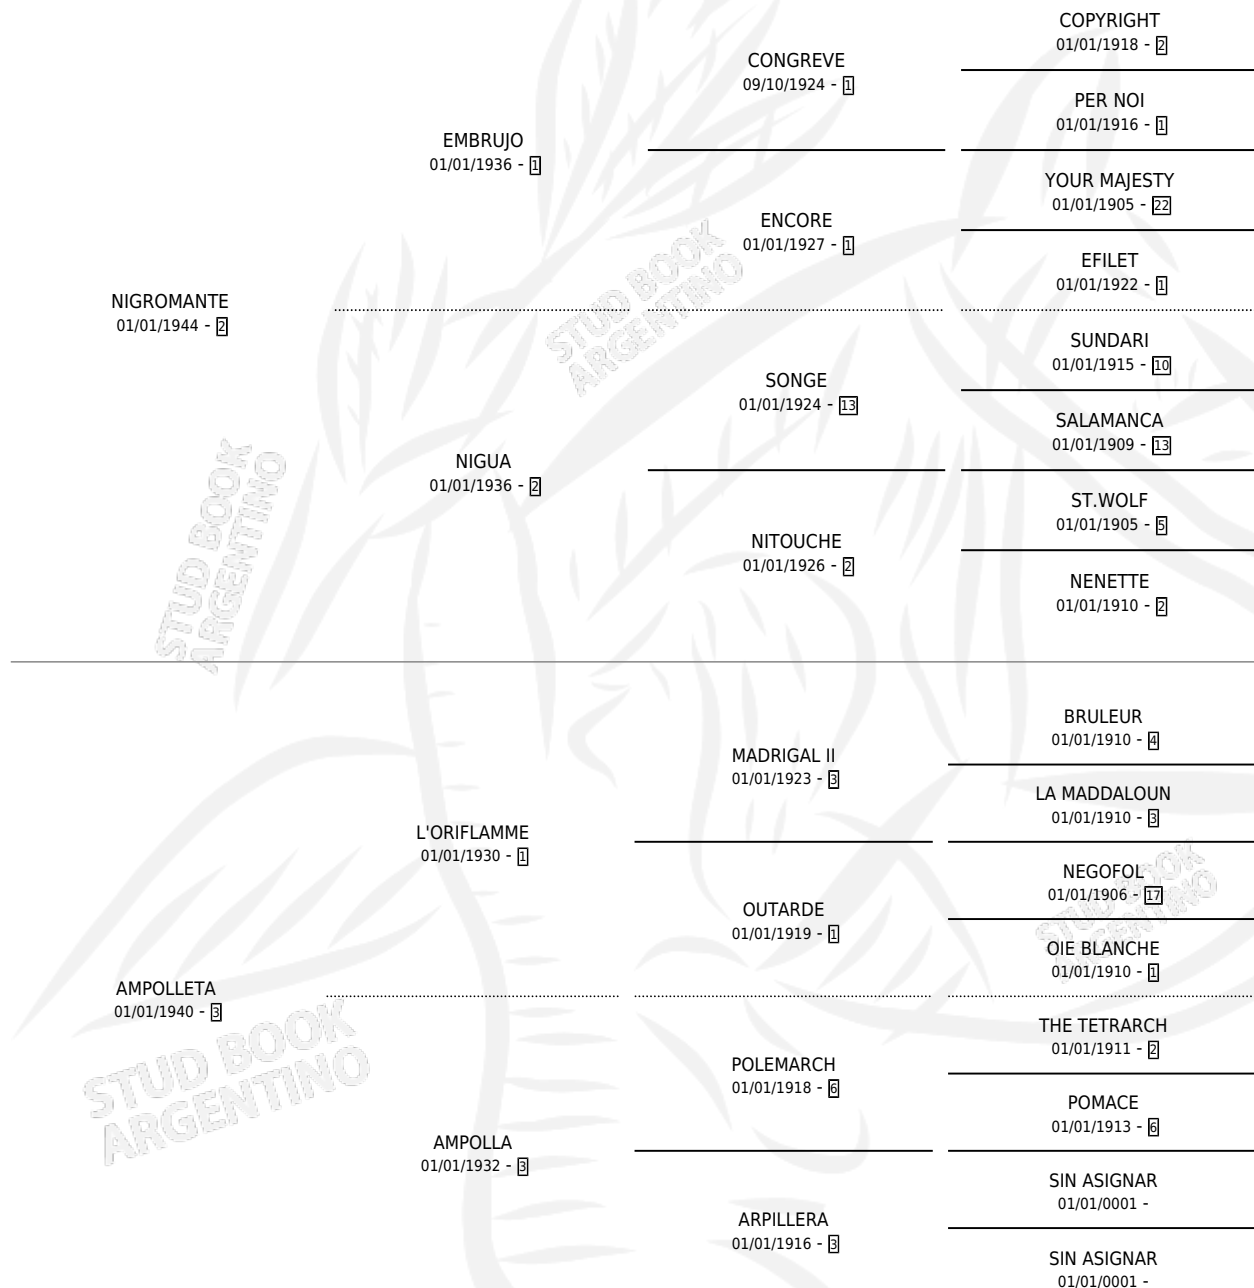 COPYRIGHT
01/01/1918 - 2
CONGREVE
09/10/1924 - 1
PER NOI
01/01/1916 - 1
EMBRUJO
01/01/1936 - 1
YOUR MAJESTY
01/01/1905 - 22
ENCORE
01/01/1927 - 1
EFILET
01/01/1922 - 1
NIGROMANTE
01/01/1944 - 2
STUD BOOK
ARGENTINO
SUNDARI
01/01/1915 - 10
SONGE
01/01/1924 - 13
SALAMANCA
01/01/1909 - 13
NIGUA
01/01/1936 - 2
ST.WOLF
01/01/1905 - 5
NITOUCHE
01/01/1926 - 2
NENETTE
01/01/1910 - 2
STUD BOOK
ARGENTINO
BRULEUR
01/01/1910 - 4
MADRIGAL II
01/01/1923 - 3
LA MADDALOUN
01/01/1910 - 3
L'ORIFLAMME
01/01/1930 - 1
NEGOFOL
01/01/1906 - 17
OUTARDE
01/01/1919 - 1
STUD BOOK
ARGENTINO
OIE BLANCHE
01/01/1910 - 1
AMPOLLETA
01/01/1940 - 3
THE TETRARCH
01/01/1911 - 2
POLEMARCH
01/01/1918 - 6
STUD BOOK
ARGENTINO
POMACE
01/01/1913 - 6
AMPOLLA
01/01/1932 - 3
SIN ASIGNAR
01/01/0001 -
ARPILLERA
01/01/1916 - 3
SIN ASIGNAR
01/01/0001 -